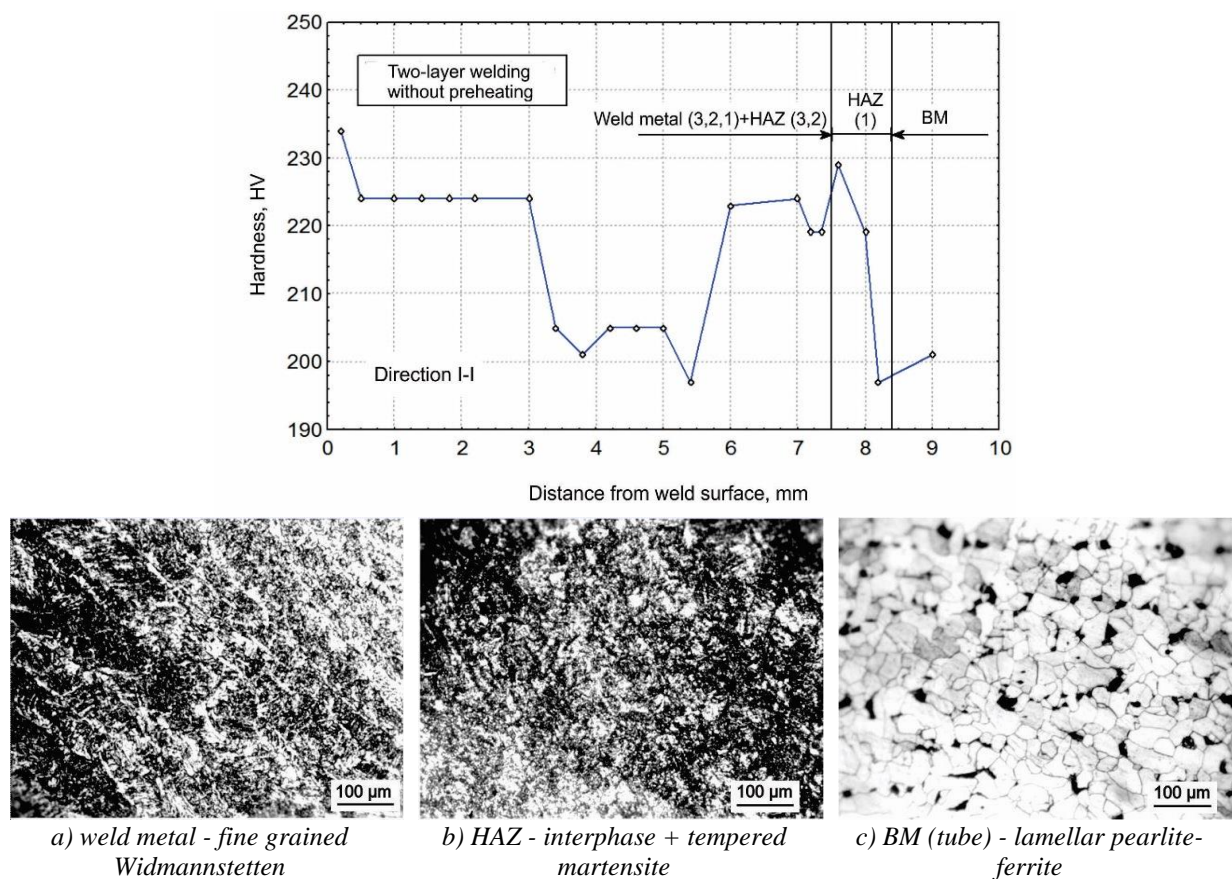 250
240
230
220
210
200
190
Hardness, HV
Two-layer welding
without preheating
Weld metal (3,2,1)+HAZ (3,2)
HAZ
(1)
BM
Direction I-I
0 1 2 3 4 5 6 7 8 9 10
Distance from weld surface, mm
100 µm
100 µm
100 µm
a) weld metal - fine grained
Widmannstetten
b) HAZ - interphase + tempered
martensite
c) BM (tube) - lamellar pearlite-
ferrite